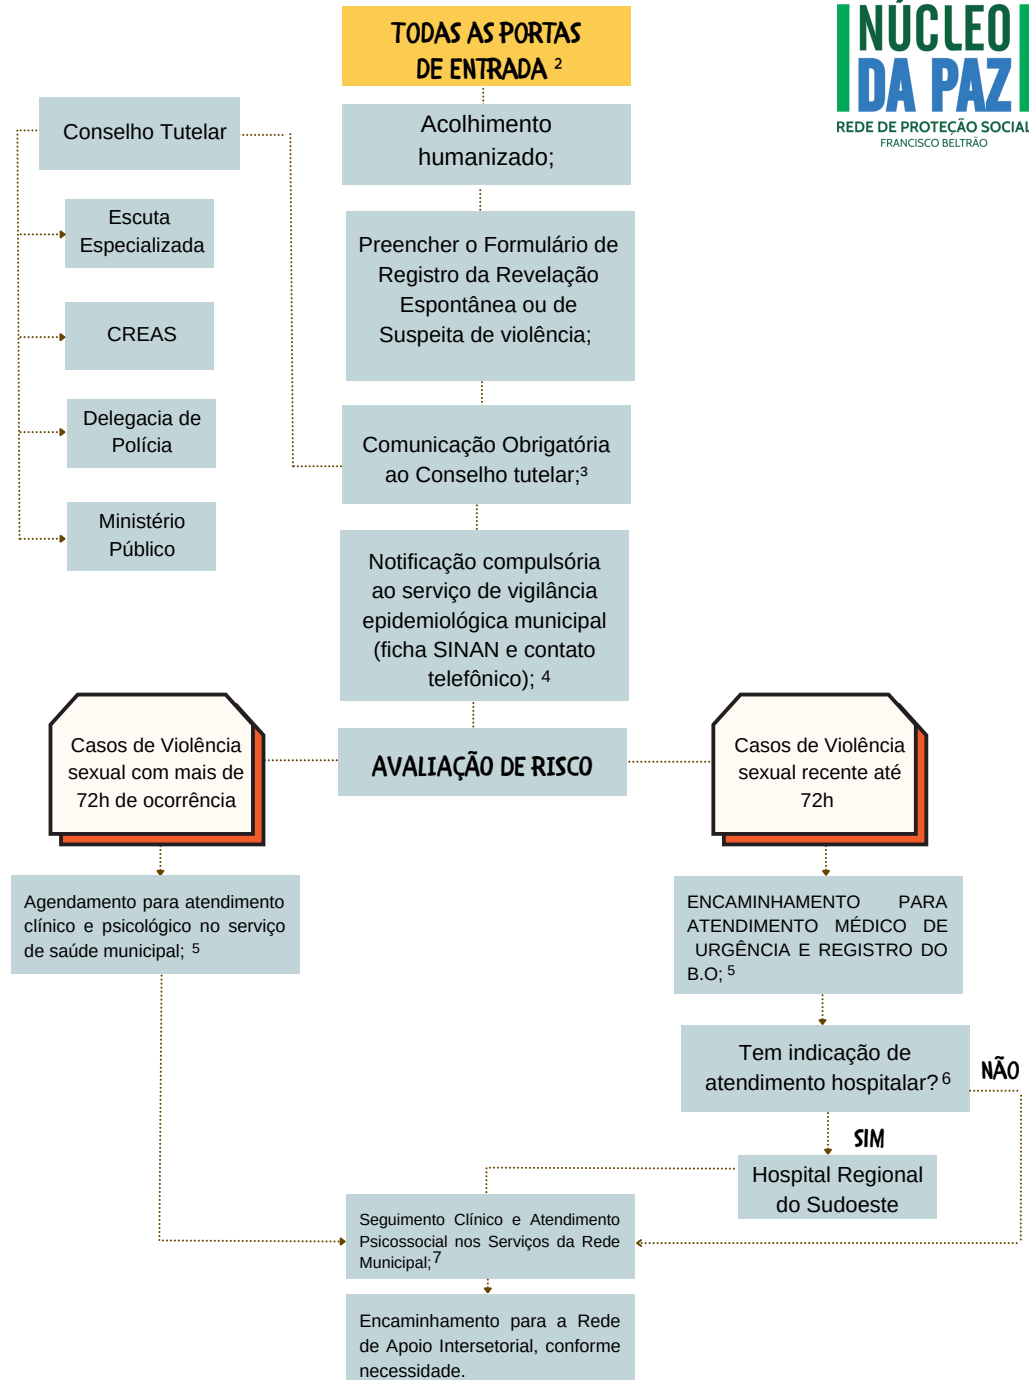 TODAS AS PORTAS
DE ENTRADA ²
NÚCLEO
DA PAZ
REDE DE PROTEÇÃO SOCIAL
FRANCISCO BELTRÃO
Conselho Tutelar
Acolhimento
humanizado;
Escuta
Especializada
CREAS
Delegacia de
Polícia
Ministério
Público
Preencher o Formulário de
Registro da Revelação
Espontânea ou de
Suspeita de violência;
Comunicação Obrigatória
ao Conselho tutelar;³
Notificação compulsória
ao serviço de vigilância
epidemiológica municipal
(ficha SINAN e contato
telefônico); ⁴
AVALIAÇÃO DE RISCO
Casos de Violência
sexual com mais de
72h de ocorrência
Casos de Violência
sexual recente até
72h
Agendamento para atendimento
clínico e psicológico no serviço
de saúde municipal; ⁵
ENCAMINHAMENTO PARA
ATENDIMENTO MÉDICO DE
URGÊNCIA E REGISTRO DO
B.O; ⁵
Tem indicação de
atendimento hospitalar? ⁶
NÃO
SIM
Hospital Regional
do Sudoeste
Seguimento Clínico e Atendimento
Psicossocial nos Serviços da Rede
Municipal; ⁷
Encaminhamento para a Rede
de Apoio Intersetorial, conforme
necessidade.